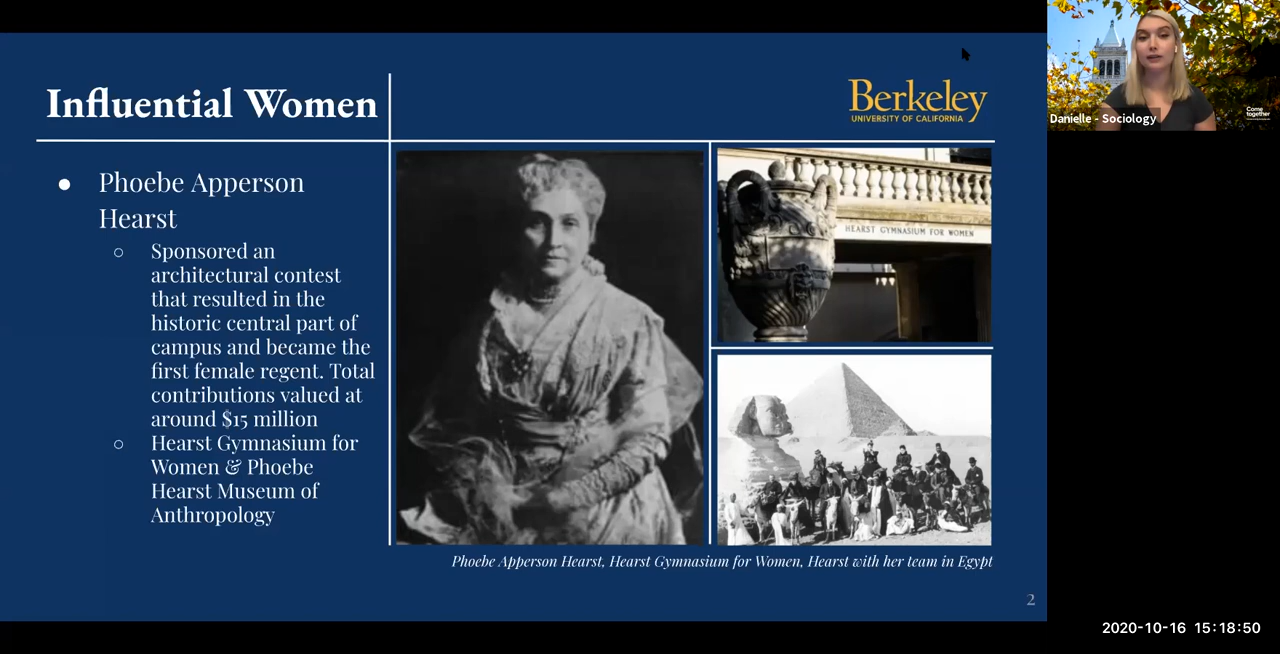 Influential Women
Berkeley
UNIVERSITY OF CALIFORNIA
● Phoebe Apperson
Hearst
○ Sponsored an
architectural contest
that resulted in the
historic central part of
campus and became the
first female regent. Total
contributions valued at
around $15 million
○ Hearst Gymnasium for
Women & Phoebe
Hearst Museum of
Anthropology
HEARST GYMNASIUM FOR WOMEN
Phoebe Apperson Hearst, Hearst Gymnasium for Women, Hearst with her team in Egypt
2
Danielle - Sociology
Come
together
2020-10-16 15:18:50